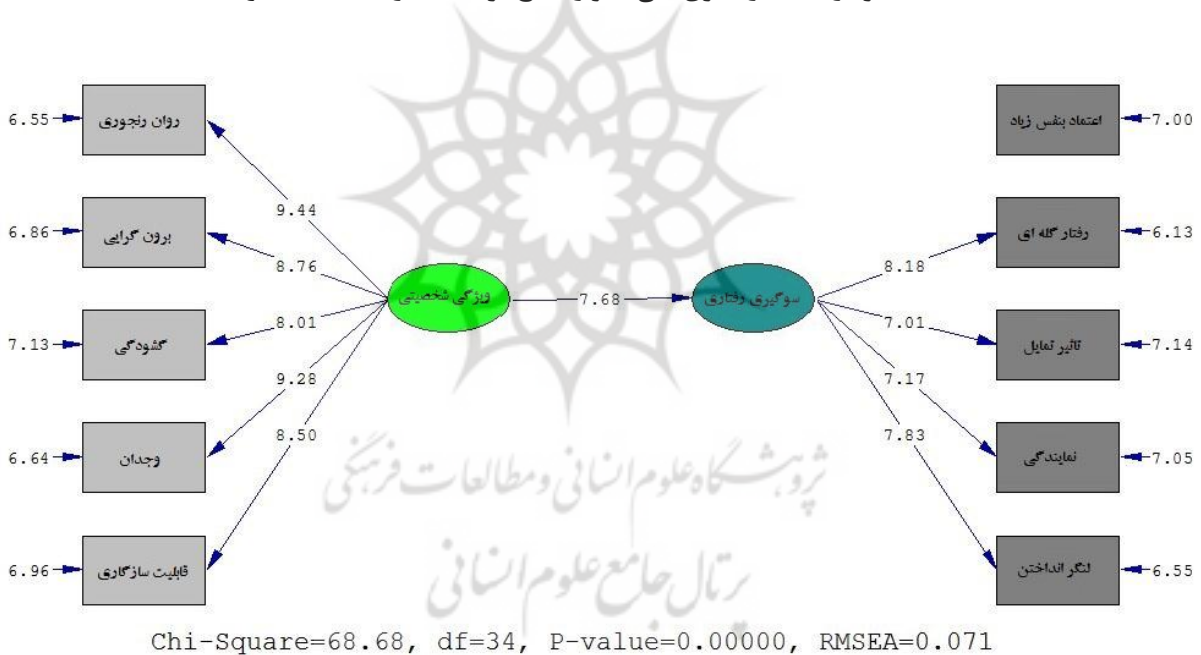 6.55
روان رنجوری
اعتماد بنفس زیاد
7.00
9.44
6.86
برون گرایی
رفتار گله ای
6.13
8.76
8.18
ویژگی شخصیتی
7.68
سوگیری رفتاری
7.13
گشودگی
8.01
7.01
تاثیر تمایل
7.14
9.28
7.17
6.64
وجدان
8.50
7.83
نمایندگی
7.05
پژوهشگاه علوم انسانی و مطالعات فرهنگی
6.96
قابلیت سازگاری
لنگر انداختن
6.55
پرتال جامع علوم انسانی
Chi-Square=68.68, df=34, P-value=0.00000, RMSEA=0.071